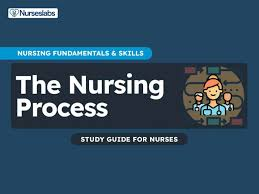 Nurseslabs
NURSING FUNDAMENTALS & SKILLS
The Nursing
Process
STUDY GUIDE FOR NURSES